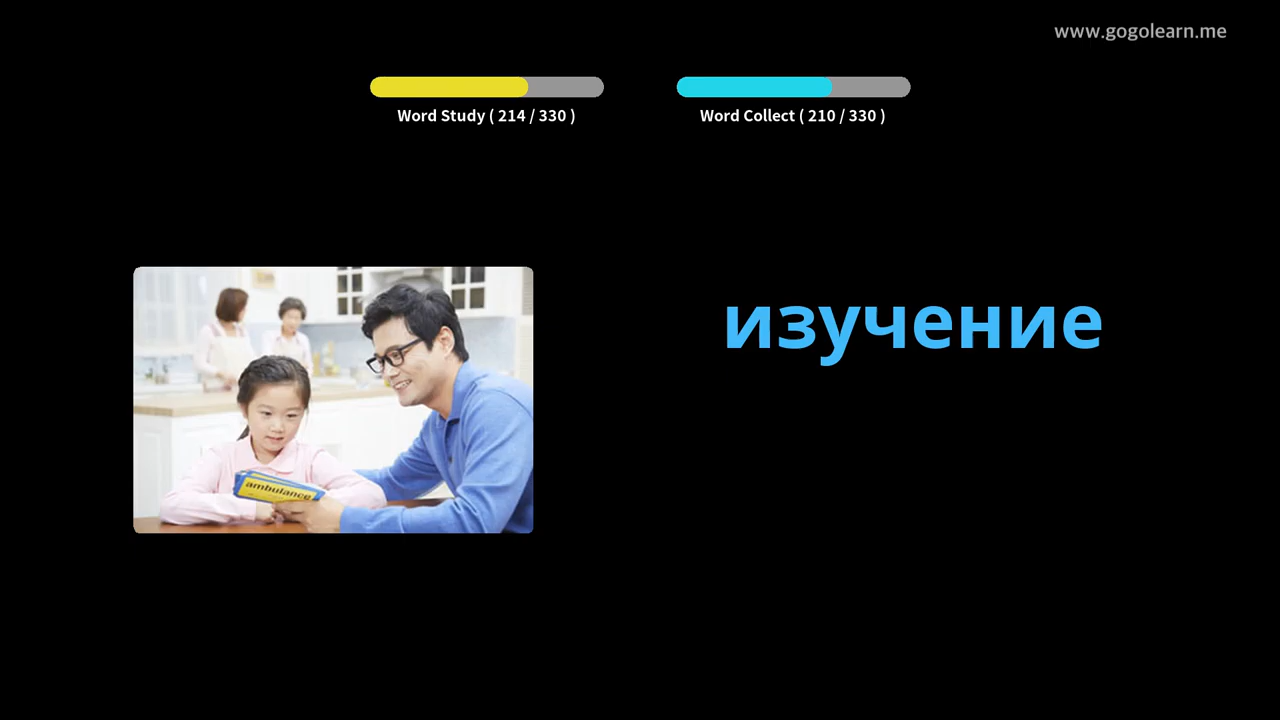 www.gogolearn.me
Word Study ( 214 / 330 )
Word Collect ( 210 / 330 )
изучение
ambulance